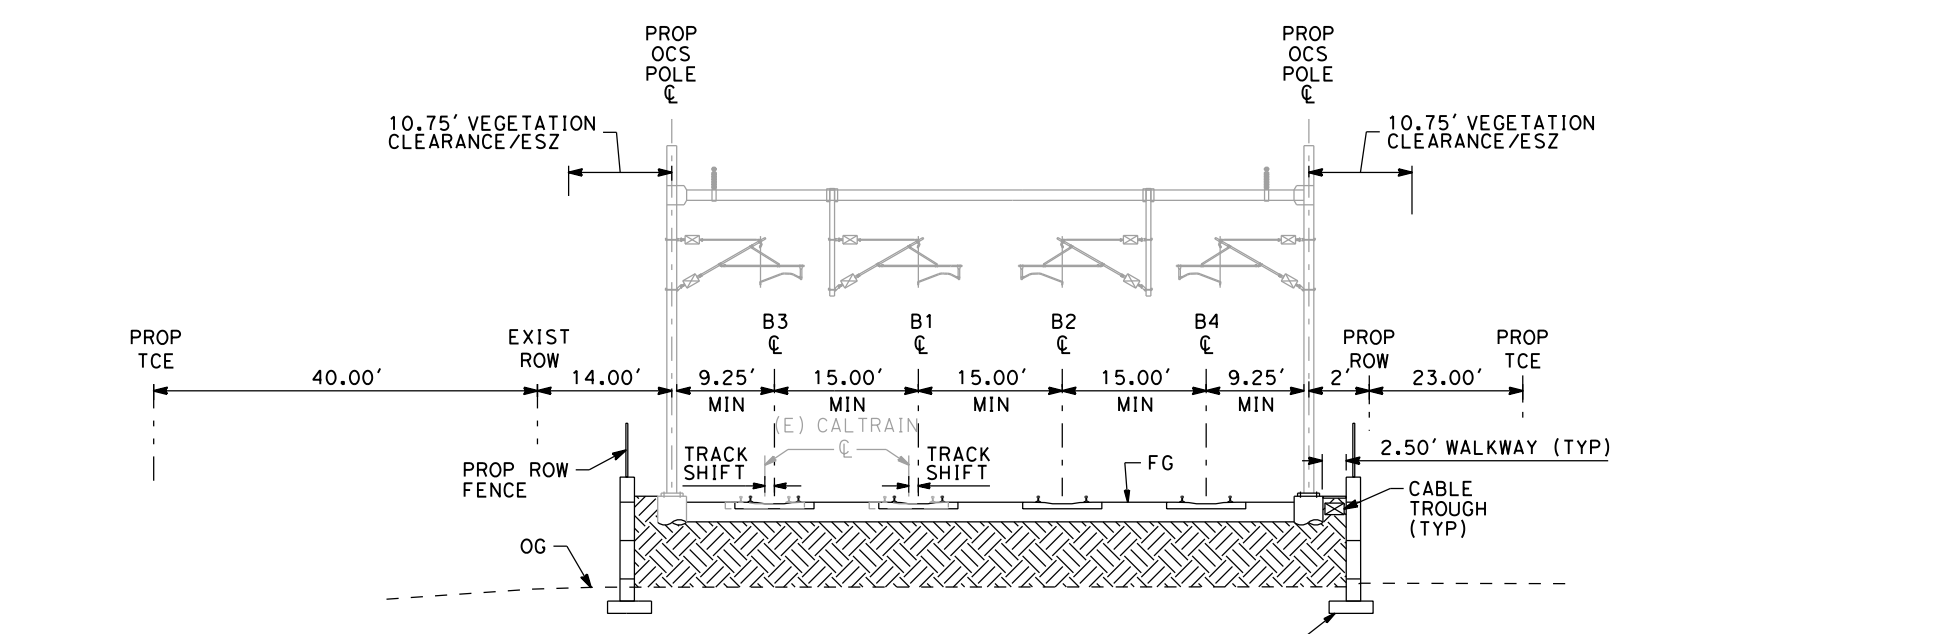 PROP
OCS
POLE
℄
PROP
OCS
POLE
℄
10.75' VEGETATION
CLEARANCE/ESZ
10.75' VEGETATION
CLEARANCE/ESZ
B3
℄
B1
℄
B2
℄
B4
℄
PROP
TCE
EXIST
ROW
PROP
ROW
PROP
TCE
40.00'
14.00'
9.25'
MIN
15.00'
MIN
15.00'
MIN
15.00'
MIN
9.25'
MIN
2'
23.00'
(E) CALTRAIN
℄
TRACK
SHIFT
TRACK
SHIFT
2.50' WALKWAY (TYP)
PROP ROW
FENCE
FG
CABLE
TROUGH
(TYP)
OG